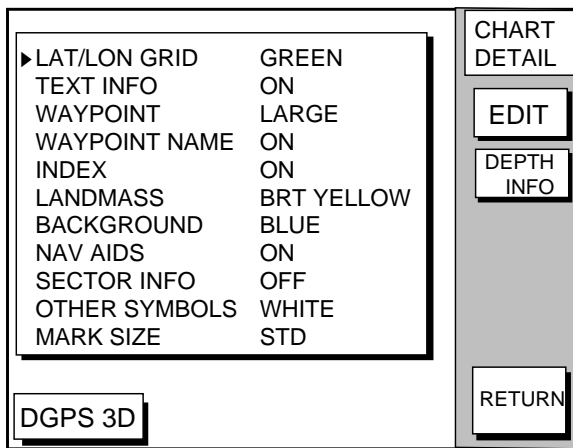 LAT/LON GRID GREEN
TEXT INFO ON
WAYPOINT LARGE
WAYPOINT NAME ON
INDEX ON
LANDMASS BRT YELLOW
BACKGROUND BLUE
NAV AIDS ON
SECTOR INFO OFF
OTHER SYMBOLS WHITE
MARK SIZE STD
DGPS 3D
CHART
DETAIL
EDIT
DEPTH
INFO
RETURN